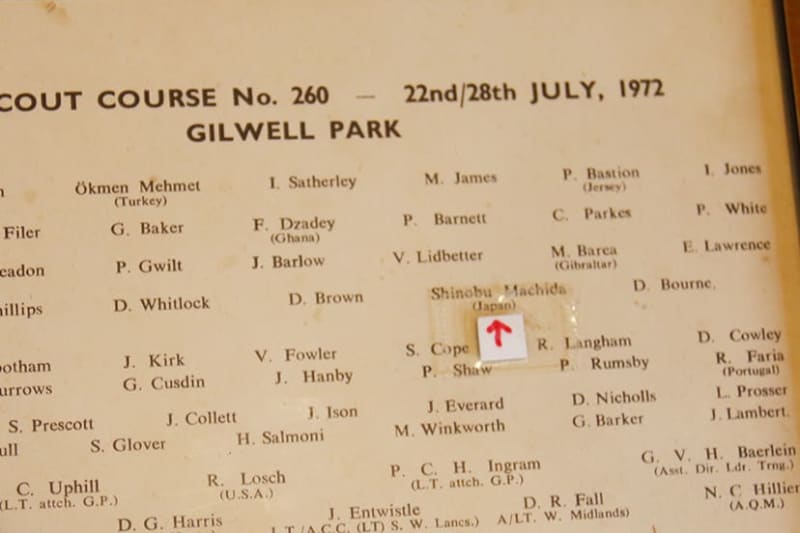 COUT COURSE No. 260 — 22nd/28th JULY, 1972
GILWELL PARK
n Ökmen Mehmet I. Satherley M. James P. Bastion I. Jones
(Turkey) (Jersey)
Filer G. Baker F. Dzadey P. Barnett C. Parkes P. White
(Ghana)
eadon P. Gwilt J. Barlow V. Lidbetter M. Barea E. Lawrence
(Gibraltar)
illips D. Whitlock D. Brown Shinobu Machida D. Bourne.
(Japan)
otham J. Kirk V. Fowler S. Cope R. Langham D. Cowley
urrows G. Cusdin J. Hanby P. Shaw P. Rumsby R. Faria
(Portugal)
S. Prescott J. Collett J. Ison J. Everard D. Nicholls L. Prosser
ull S. Glover H. Salmoni M. Winkworth G. Barker J. Lambert.
C. Uphill R. Losch P. C. H. Ingram G. V. H. Baerlein
(L.T. attch. G.P.) (U.S.A.) (L.T. attch. G.P.) (Asst. Dir. Ldr. Trng.)
D. G. Harris J. Entwistle D. R. Fall N. C Hillier
L.T./A.C.C. (LT) S. W. Lancs.) A/LT. W. Midlands) (A.Q.M.)